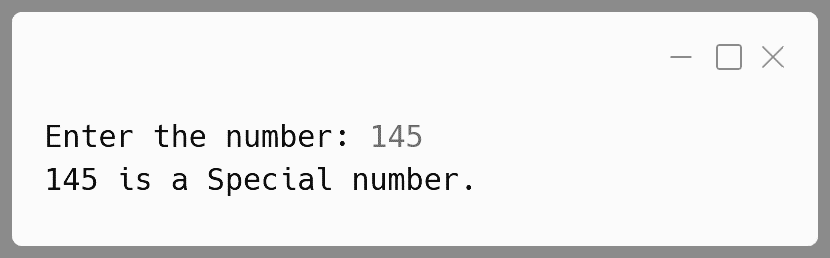 Enter the number: 145
145 is a Special number.